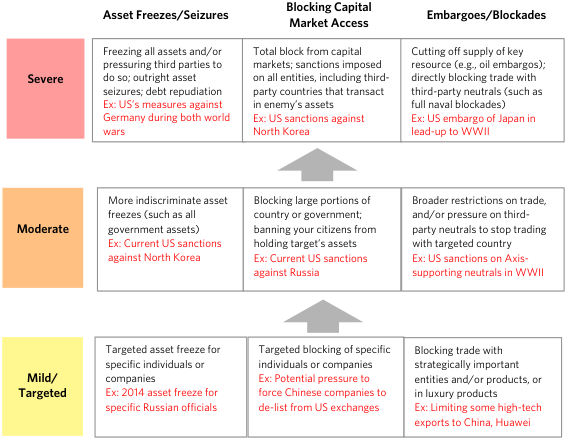 Asset Freezes/Seizures
Blocking Capital
Market Access
Embargoes/Blockades
Severe
Freezing all assets and/or
pressuring third parties to
do so; outright asset
seizures; debt repudiation
Ex: US's measures against
Germany during both world
wars
Total block from capital
markets; sanctions imposed
on all entities, including third-
party countries that transact
in enemy's assets
Ex: US sanctions against
North Korea
Cutting off supply of key
resource (e.g., oil embargos);
directly blocking trade with
third-party neutrals (such as
full naval blockades)
Ex: US embargo of Japan in
lead-up to WWII
Moderate
More indiscriminate asset
freezes (such as all
government assets)
Ex: Current US sanctions
against North Korea
Blocking large portions of
country or government;
banning your citizens from
holding target's assets
Ex: Current US sanctions
against Russia
Broader restrictions on trade,
and/or pressure on third-
party neutrals to stop trading
with targeted country
Ex: US sanctions on Axis-
supporting neutrals in WWII
Mild/
Targeted
Targeted asset freeze for
specific individuals or
companies
Ex: 2014 asset freeze for
specific Russian officials
Targeted blocking of specific
individuals or companies
Ex: Potential pressure to
force Chinese companies to
de-list from US exchanges
Blocking trade with
strategically important
entities and/or products, or
in luxury products
Ex: Limiting some high-tech
exports to China, Huawei